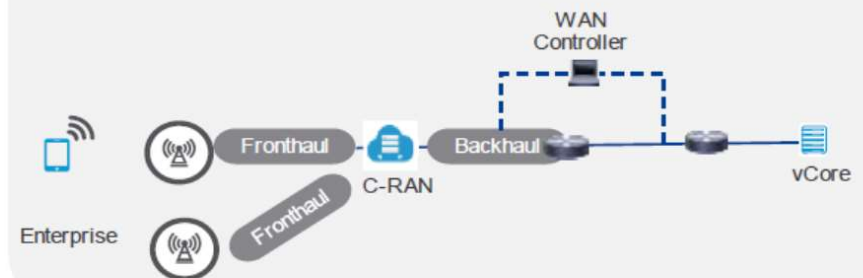 WAN
Controller
Fronthaul
Backhaul
C-RAN
vCore
Fronthaul
Enterprise